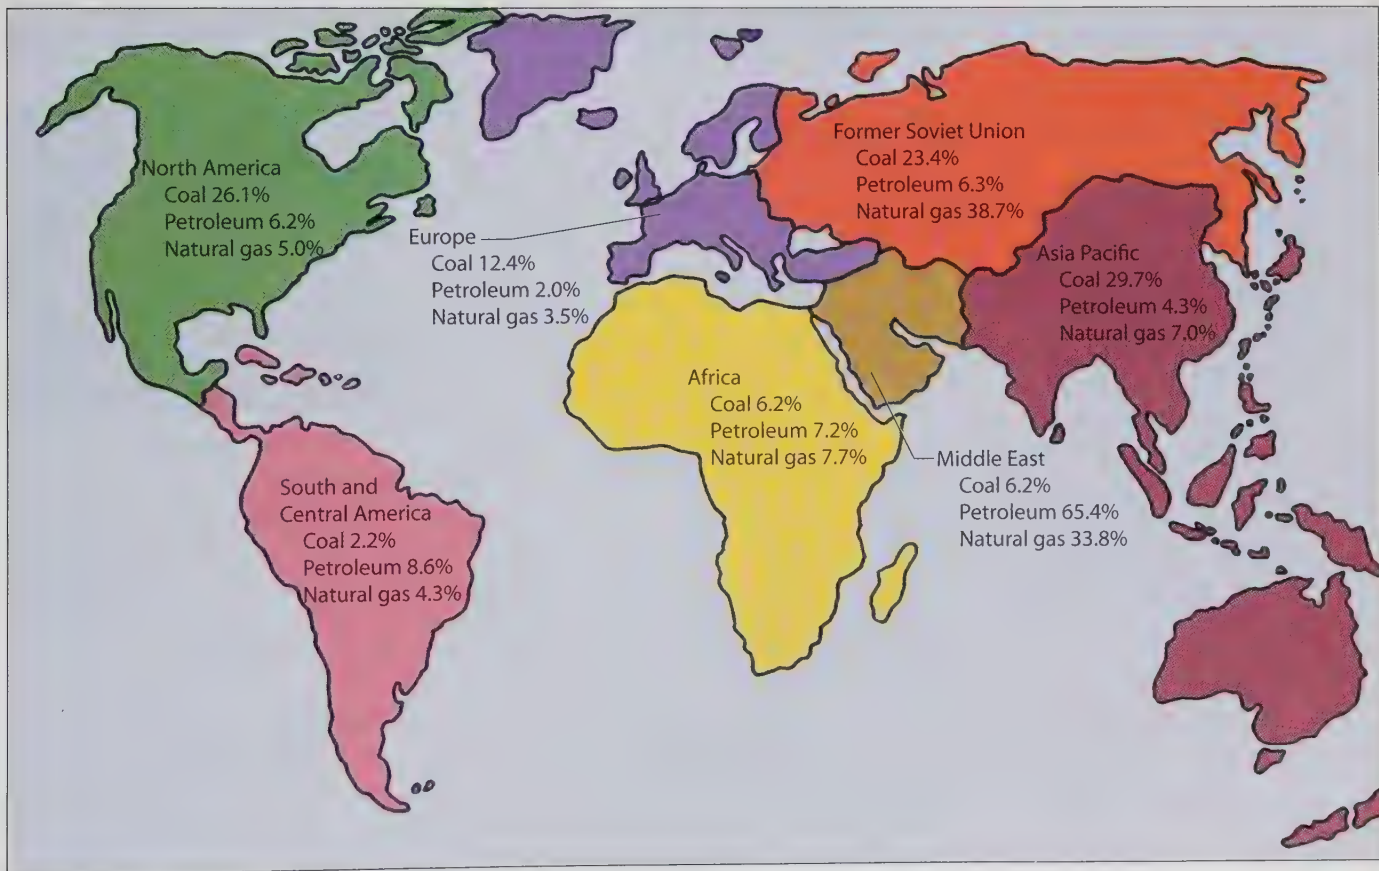 North America
Coal 26.1%
Petroleum 6.2%
Natural gas 5.0%
Europe
Coal 12.4%
Petroleum 2.0%
Natural gas 3.5%
Former Soviet Union
Coal 23.4%
Petroleum 6.3%
Natural gas 38.7%
Asia Pacific
Coal 29.7%
Petroleum 4.3%
Natural gas 7.0%
Africa
Coal 6.2%
Petroleum 7.2%
Natural gas 7.7%
Middle East
Coal 6.2%
Petroleum 65.4%
Natural gas 33.8%
South and
Central America
Coal 2.2%
Petroleum 8.6%
Natural gas 4.3%